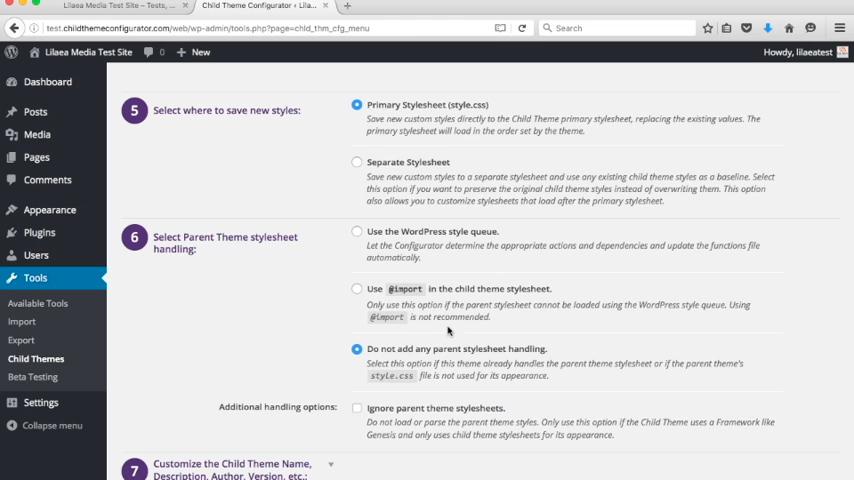 Lilaea Media Test Site – Tests, ...
Child Theme Configurator ‹ Lilaea...
test.childthemeconfigurator.com/web/wp-admin/tools.php?page=chld_thm_cfg_menu
Search
Lilaea Media Test Site
0
New
Howdy, lilaeatest
Dashboard
Posts
Media
Pages
Comments
Appearance
Plugins
Users
Tools
Available Tools
Import
Export
Child Themes
Beta Testing
Settings
Collapse menu
5 Select where to save new styles:
Primary Stylesheet (style.css)
Save new custom styles directly to the Child Theme primary stylesheet, replacing the existing values. The
primary stylesheet will load in the order set by the theme.
Separate Stylesheet
Save new custom styles to a separate stylesheet and use any existing child theme styles as a baseline. Select
this option if you want to preserve the original child theme styles instead of overwriting them. This option
also allows you to customize stylesheets that load after the primary stylesheet.
6 Select Parent Theme stylesheet
handling:
Use the WordPress style queue.
Let the Configurator determine the appropriate actions and dependencies and update the functions file
automatically.
Use @import in the child theme stylesheet.
Only use this option if the parent stylesheet cannot be loaded using the WordPress style queue. Using
@import is not recommended.
Do not add any parent stylesheet handling.
Select this option if this theme already handles the parent theme stylesheet or if the parent theme's
style.css file is not used for its appearance.
Additional handling options:
Ignore parent theme stylesheets.
Do not load or parse the parent theme styles. Only use this option if the Child Theme uses a Framework like
Genesis and only uses child theme stylesheets for its appearance.
7 Customize the Child Theme Name,
Description, Author, Version, etc.: